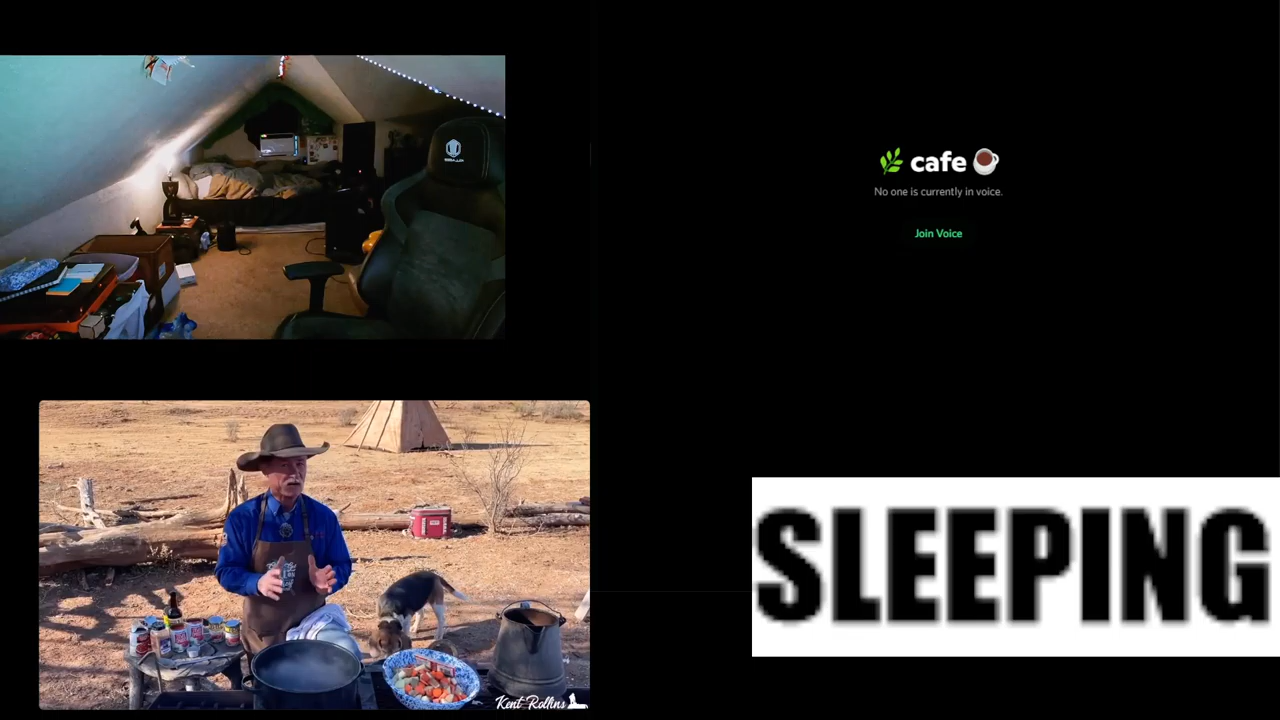 cafe
No one is currently in voice.
Join Voice
SLEEPING
Kent Rollins